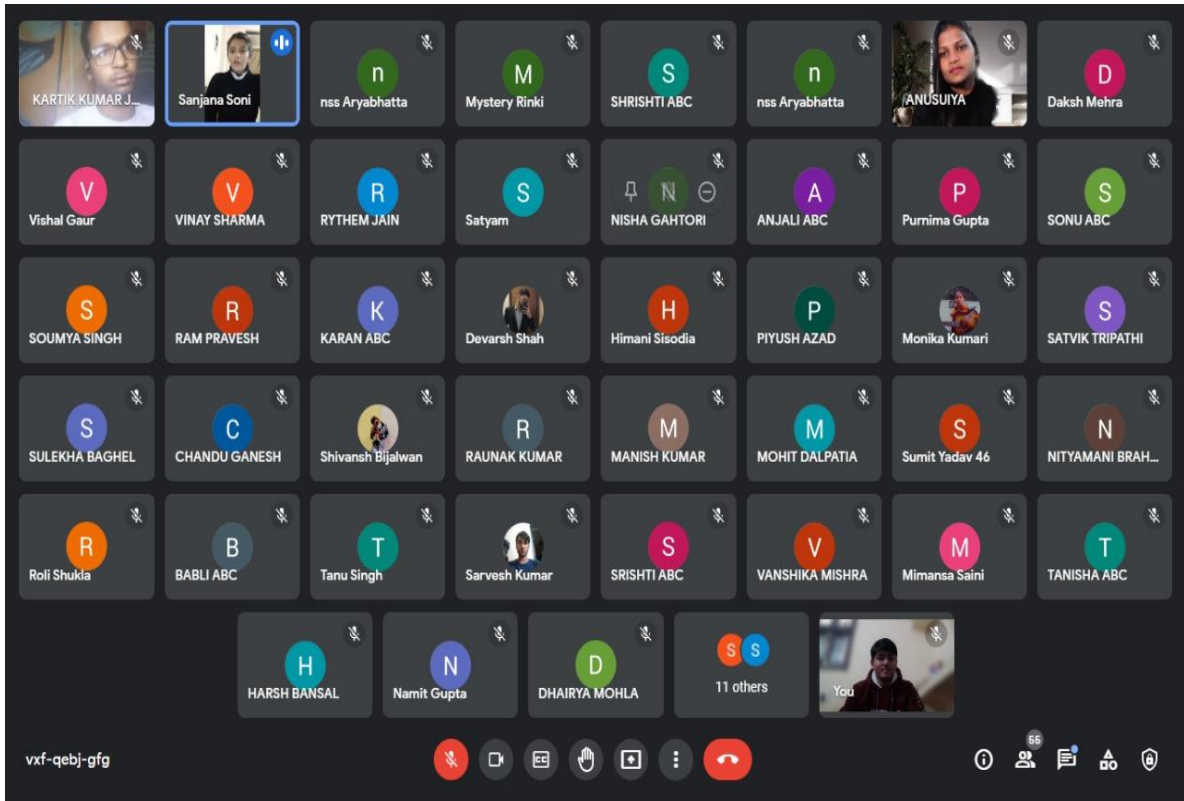 KARTIK KUMAR J...
Sanjana Soni
n
nss Aryabhatta
M
Mystery Rinki
S
SHRISHTI ABC
n
nss Aryabhatta
ANUSUIYA
D
Daksh Mehra
V
Vishal Gaur
V
VINAY SHARMA
R
RYTHEM JAIN
S
Satyam
N
NISHA GAHTORI
A
ANJALI ABC
P
Purnima Gupta
S
SONU ABC
S
SOUMYA SINGH
R
RAM PRAVESH
K
KARAN ABC
Devarsh Shah
H
Himani Sisodia
P
PIYUSH AZAD
Monika Kumari
S
SATVIK TRIPATHI
S
SULEKHA BAGHEL
C
CHANDU GANESH
Shivansh Bijalwan
R
RAUNAK KUMAR
M
MANISH KUMAR
M
MOHIT DALPATIA
S
Sumit Yadav 46
N
NITYAMANI BRAH...
R
Roli Shukla
B
BABLI ABC
T
Tanu Singh
Sarvesh Kumar
S
SRISHTI ABC
V
VANSHIKA MISHRA
M
Mimansa Saini
T
TANISHA ABC
H
HARSH BANSAL
N
Namit Gupta
D
DHAIRYA MOHLA
S S
11 others
You
vxf-qebj-gfg
CC
55